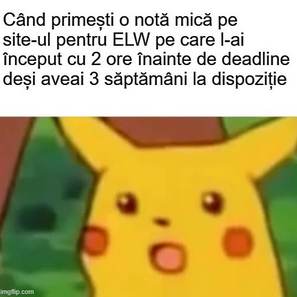 Când primești o notă mică pe
site-ul pentru ELW pe care l-ai
început cu 2 ore înainte de deadline
deși aveai 3 săptămâni la dispoziție
imgflip.com